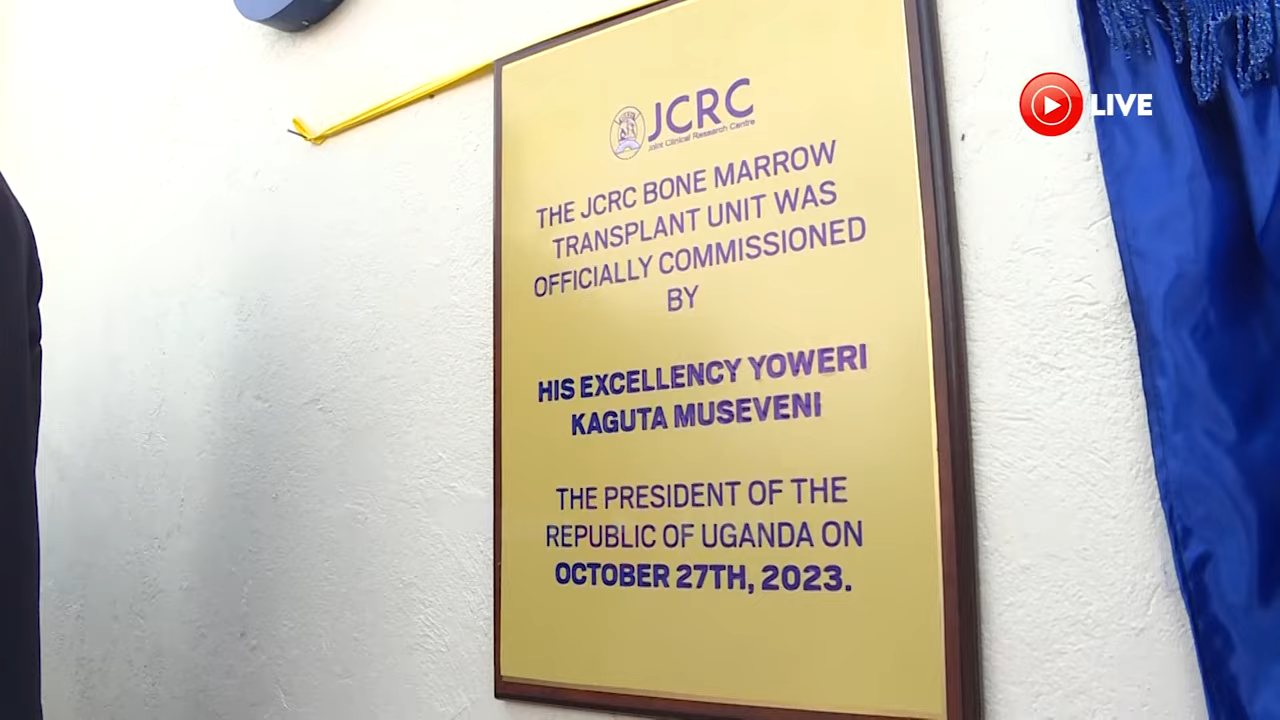 LIVE
JCRC
Joint Clinical Research Centre
THE JCRC BONE MARROW
TRANSPLANT UNIT WAS
OFFICIALLY COMMISSIONED
BY
HIS EXCELLENCY YOWERI
KAGUTA MUSEVENI
THE PRESIDENT OF THE
REPUBLIC OF UGANDA ON
OCTOBER 27TH, 2023.